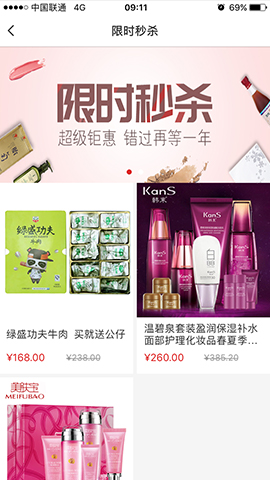 中国联通 4G 09:11 69%
限时秒杀
限时秒杀
超级钜惠 错过再等一年
绿盛功夫
牛肉
KanS
韩束
KanS
绿盛功夫牛肉 买就送公仔
¥168.00 ¥238.00
温碧泉套装盈润保湿补水
面部护理化妆品春夏季…
¥260.00 ¥385.20
美肤宝
MEIFUBAO